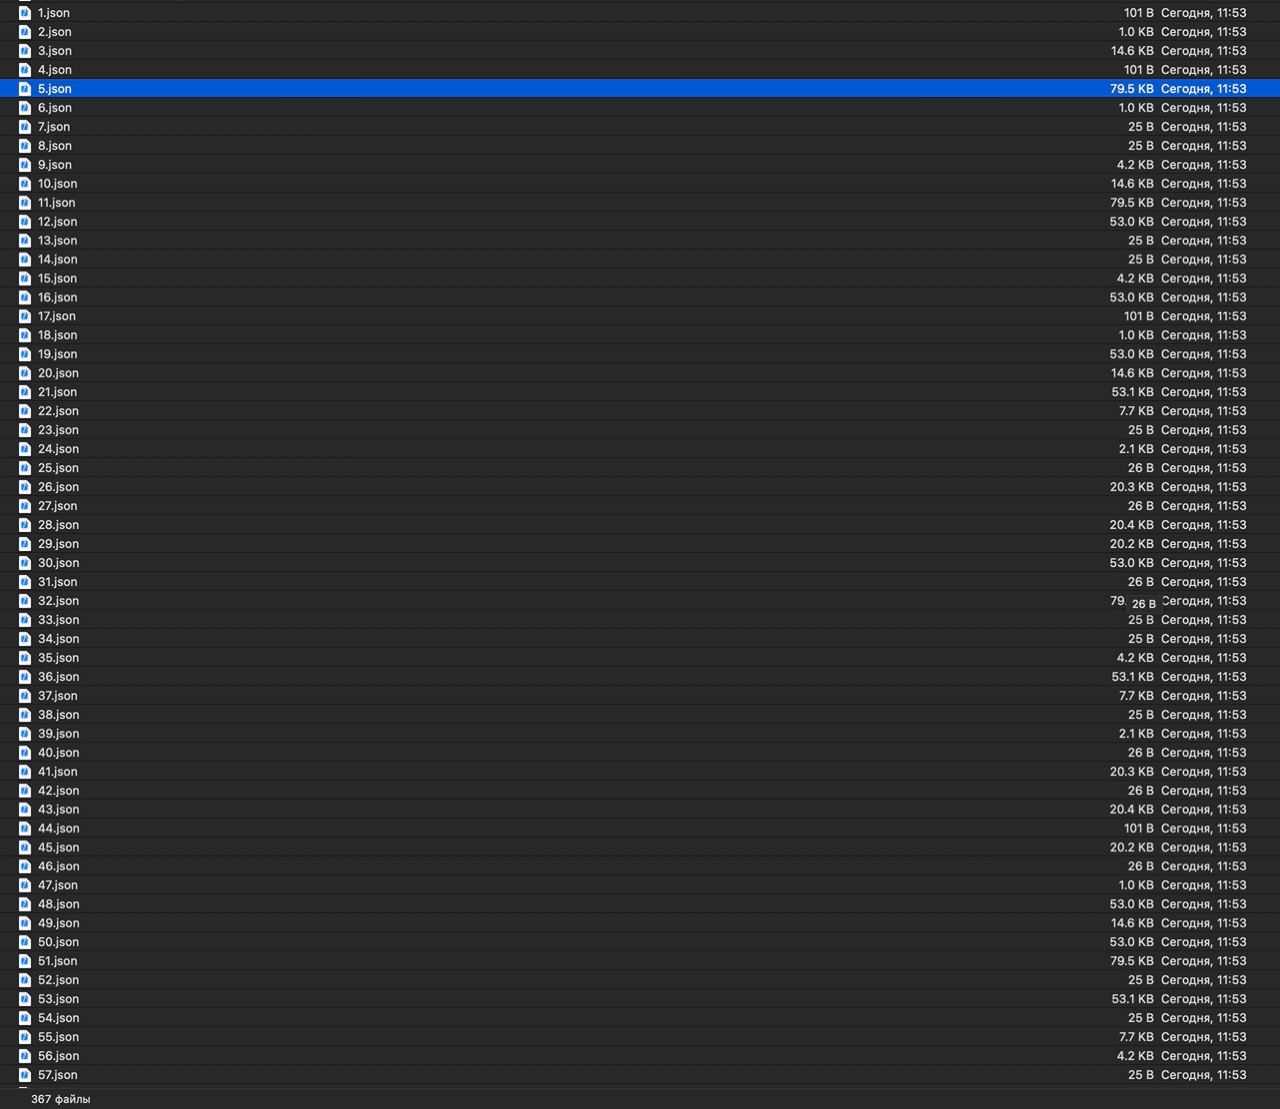 1.json 101 B Сегодня, 11:53
2.json 1.0 KB Сегодня, 11:53
3.json 14.6 KB Сегодня, 11:53
4.json 101 B Сегодня, 11:53
5.json 79.5 KB Сегодня, 11:53
6.json 1.0 KB Сегодня, 11:53
7.json 25 B Сегодня, 11:53
8.json 25 B Сегодня, 11:53
9.json 4.2 KB Сегодня, 11:53
10.json 14.6 KB Сегодня, 11:53
11.json 79.5 KB Сегодня, 11:53
12.json 53.0 KB Сегодня, 11:53
13.json 25 B Сегодня, 11:53
14.json 25 B Сегодня, 11:53
15.json 4.2 KB Сегодня, 11:53
16.json 53.0 KB Сегодня, 11:53
17.json 101 B Сегодня, 11:53
18.json 1.0 KB Сегодня, 11:53
19.json 53.0 KB Сегодня, 11:53
20.json 14.6 KB Сегодня, 11:53
21.json 53.1 KB Сегодня, 11:53
22.json 7.7 KB Сегодня, 11:53
23.json 25 B Сегодня, 11:53
24.json 2.1 KB Сегодня, 11:53
25.json 26 B Сегодня, 11:53
26.json 20.3 KB Сегодня, 11:53
27.json 26 B Сегодня, 11:53
28.json 20.4 KB Сегодня, 11:53
29.json 20.2 KB Сегодня, 11:53
30.json 53.0 KB Сегодня, 11:53
31.json 26 B Сегодня, 11:53
32.json 79. 26 B Сегодня, 11:53
33.json 25 B Сегодня, 11:53
34.json 25 B Сегодня, 11:53
35.json 4.2 KB Сегодня, 11:53
36.json 53.1 KB Сегодня, 11:53
37.json 7.7 KB Сегодня, 11:53
38.json 25 B Сегодня, 11:53
39.json 2.1 KB Сегодня, 11:53
40.json 26 B Сегодня, 11:53
41.json 20.3 KB Сегодня, 11:53
42.json 26 B Сегодня, 11:53
43.json 20.4 KB Сегодня, 11:53
44.json 101 B Сегодня, 11:53
45.json 20.2 KB Сегодня, 11:53
46.json 26 B Сегодня, 11:53
47.json 1.0 KB Сегодня, 11:53
48.json 53.0 KB Сегодня, 11:53
49.json 14.6 KB Сегодня, 11:53
50.json 53.0 KB Сегодня, 11:53
51.json 79.5 KB Сегодня, 11:53
52.json 25 B Сегодня, 11:53
53.json 53.1 KB Сегодня, 11:53
54.json 25 B Сегодня, 11:53
55.json 7.7 KB Сегодня, 11:53
56.json 4.2 KB Сегодня, 11:53
57.json 25 B Сегодня, 11:53
367 файлы